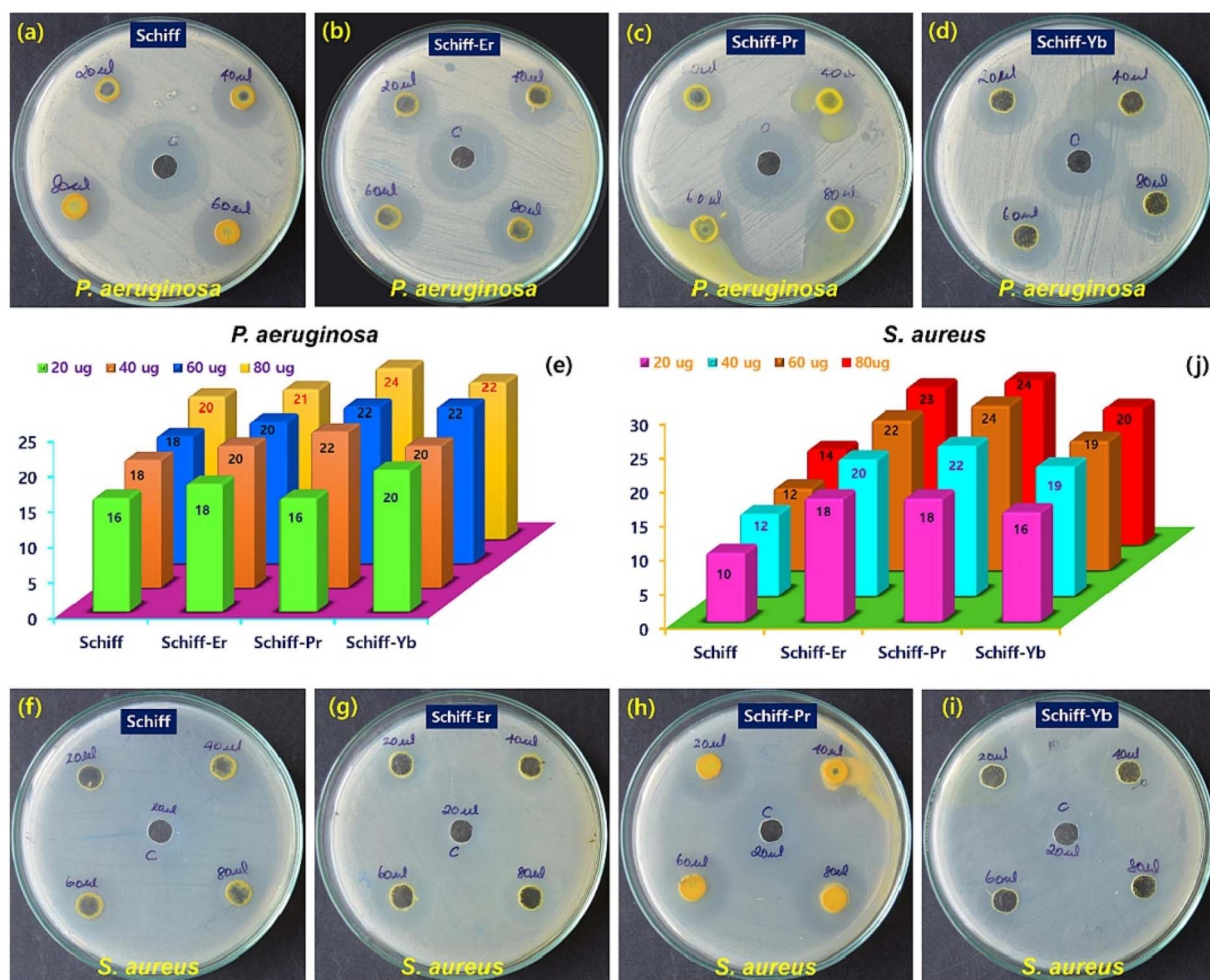 (a) Schiff
20ul 40ul
C
80ul 60ul
P. aeruginosa
(b) Schiff-Er
20ul 40ul
C
60ul 80ul
P. aeruginosa
(c) Schiff-Pr
40ul
C
60ul 80ul
P. aeruginosa
(d) Schiff-Yb
20ul 40ul
C
60ul 80ul
P. aeruginosa
P. aeruginosa
20 ug 40 ug 60 ug 80 ug
(e)
25
20
15
10
5
0
20 21 24 22
18 20 22 22
18 20 22 20
16 18 16 20
Schiff Schiff-Er Schiff-Pr Schiff-Yb
S. aureus
20 ug 40 ug 60 ug 80ug
(j)
30
25
20
15
10
5
0
14 23 24 20
12 22 24 19
12 20 22 19
10 18 18 16
Schiff Schiff-Er Schiff-Pr Schiff-Yb
(f) Schiff
20ul 40ul
20ul
C
60ul 80ul
S. aureus
(g) Schiff-Er
20ul 40ul
20ul
C
60ul 80ul
S. aureus
(h) Schiff-Pr
20ul 40ul
C
20ul
60ul 80ul
S. aureus
(i) Schiff-Yb
20ul 40ul
C
20ul
60ul 80ul
S. aureus